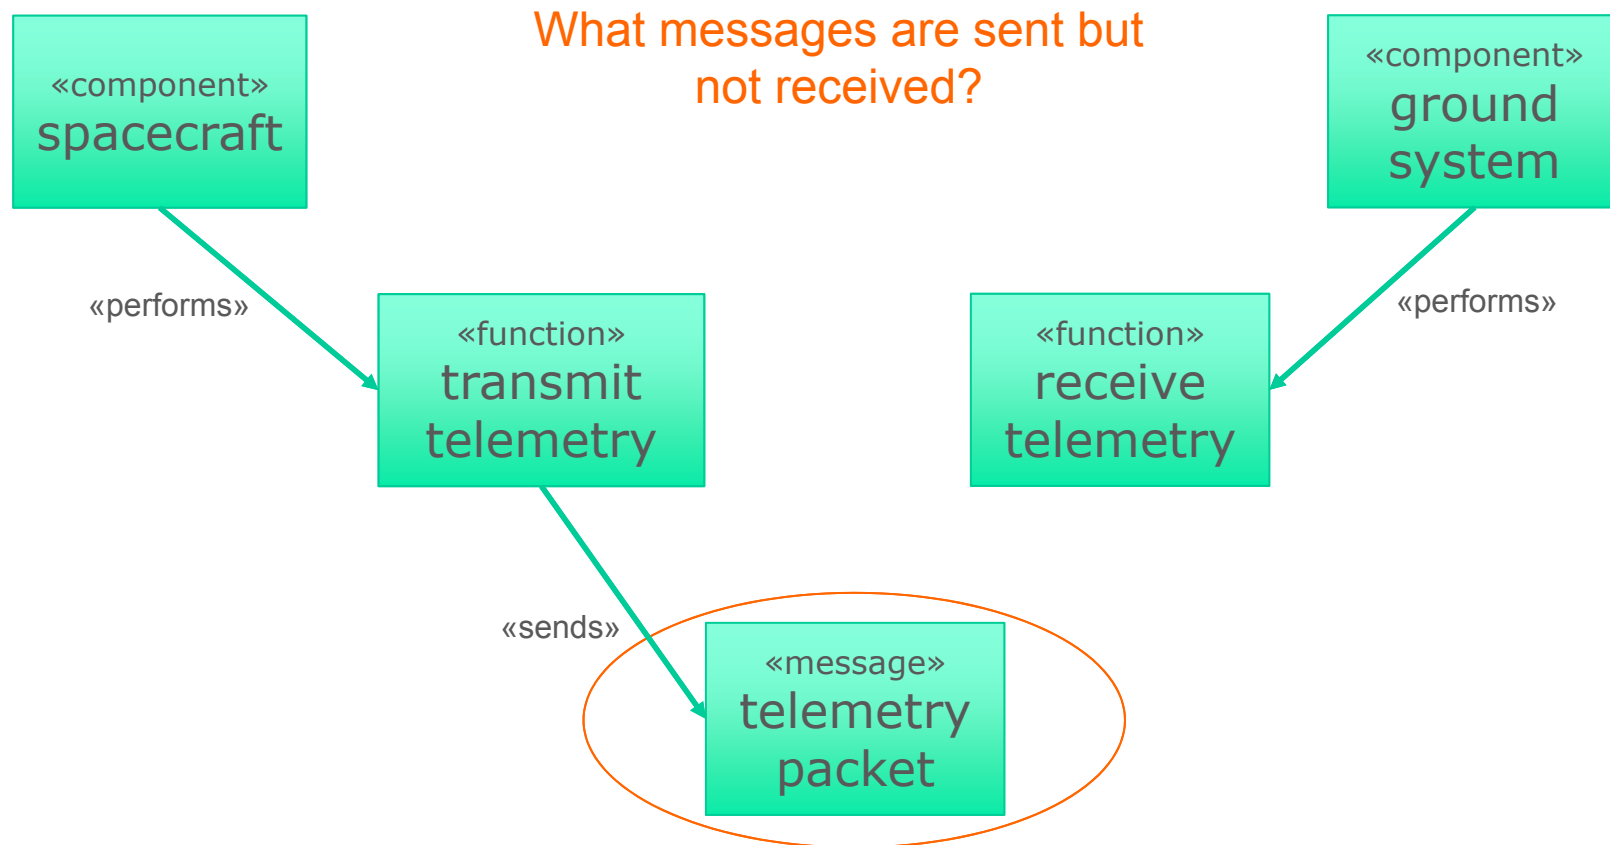 What messages are sent but
not received?
«component»
spacecraft
«component»
ground
system
«performs»
«performs»
«function»
transmit
telemetry
«function»
receive
telemetry
«sends»
«message»
telemetry
packet